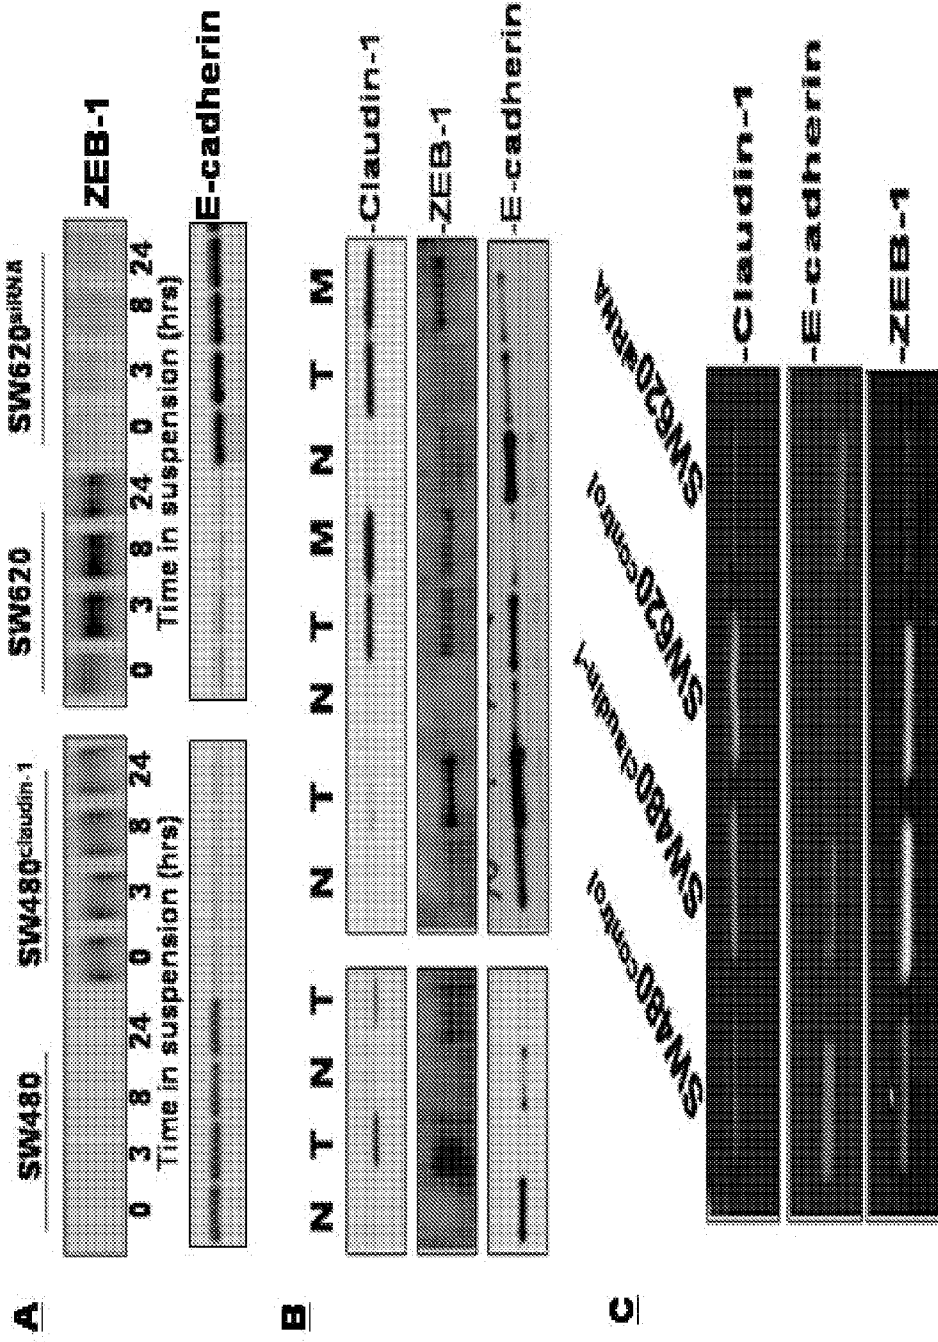 A
SW480 SW480claudin-1 SW620 SW620siRNA
ZEB-1
0 3 8 24 0 3 8 24 0 3 8 24 0 3 8 24
Time in suspension (hrs) Time in suspension (hrs)
E-cadherin
B
N T N T N T N T M N T M
-Claudin-1
-ZEB-1
-E-cadherin
C
SW480control SW480claudin-1 SW620control SW620siRNA
-Claudin-1
-E-cadherin
-ZEB-1